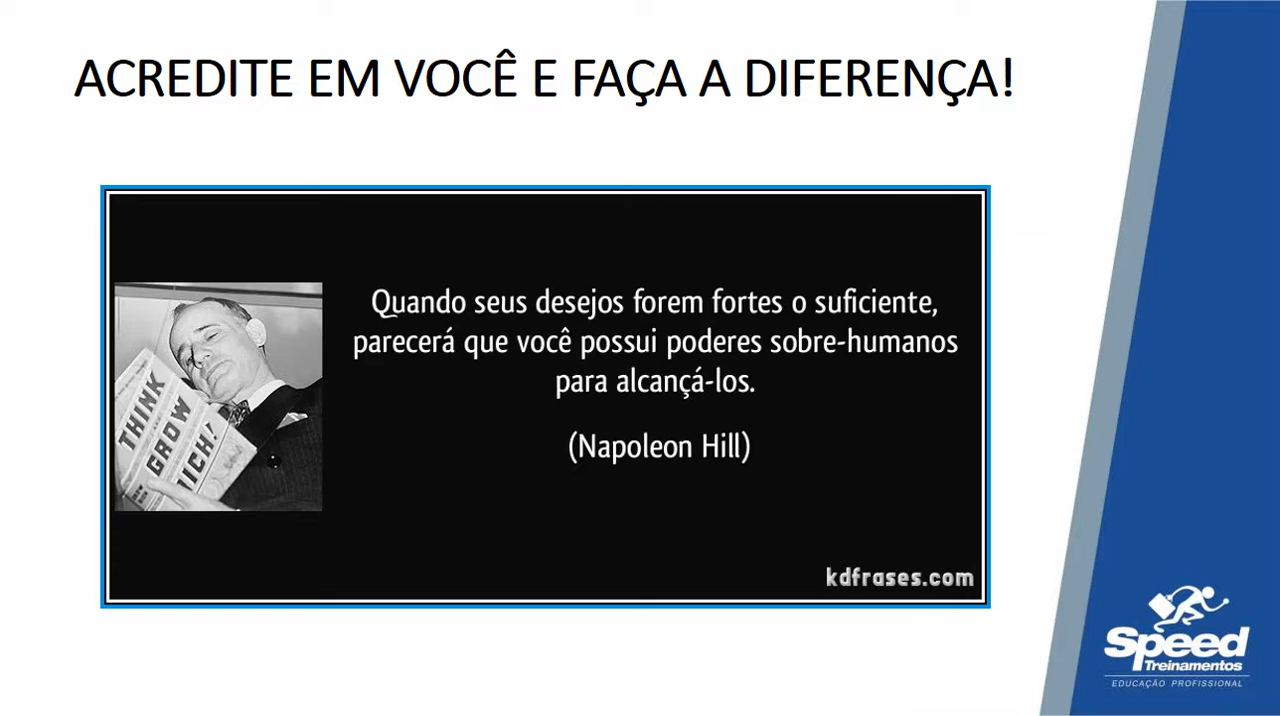 ACREDITE EM VOCÊ E FAÇA A DIFERENÇA!
Quando seus desejos forem fortes o suficiente,
parecerá que você possui poderes sobre-humanos
para alcançá-los.
(Napoleon Hill)
THINK
GROW
RICH!
kdfrases.com
Speed
Treinamentos
EDUCAÇÃO PROFISSIONAL